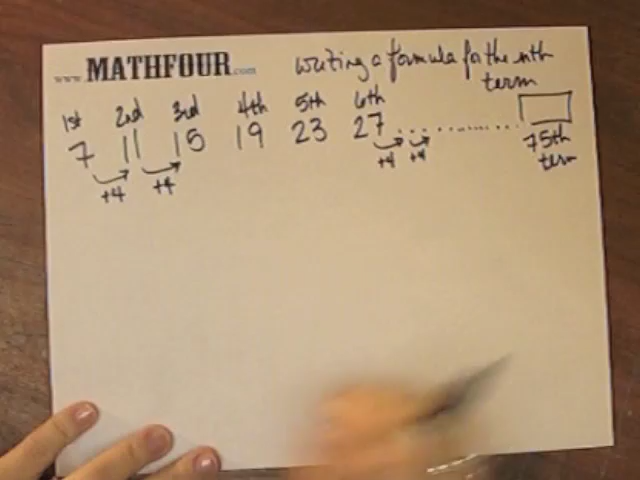 www.MATHFOUR.com
writing a formula for the nth
term
1st 2nd 3rd 4th 5th 6th
7 11 15 19 23 27 ............
+4 +4 +4 +4
75th
term